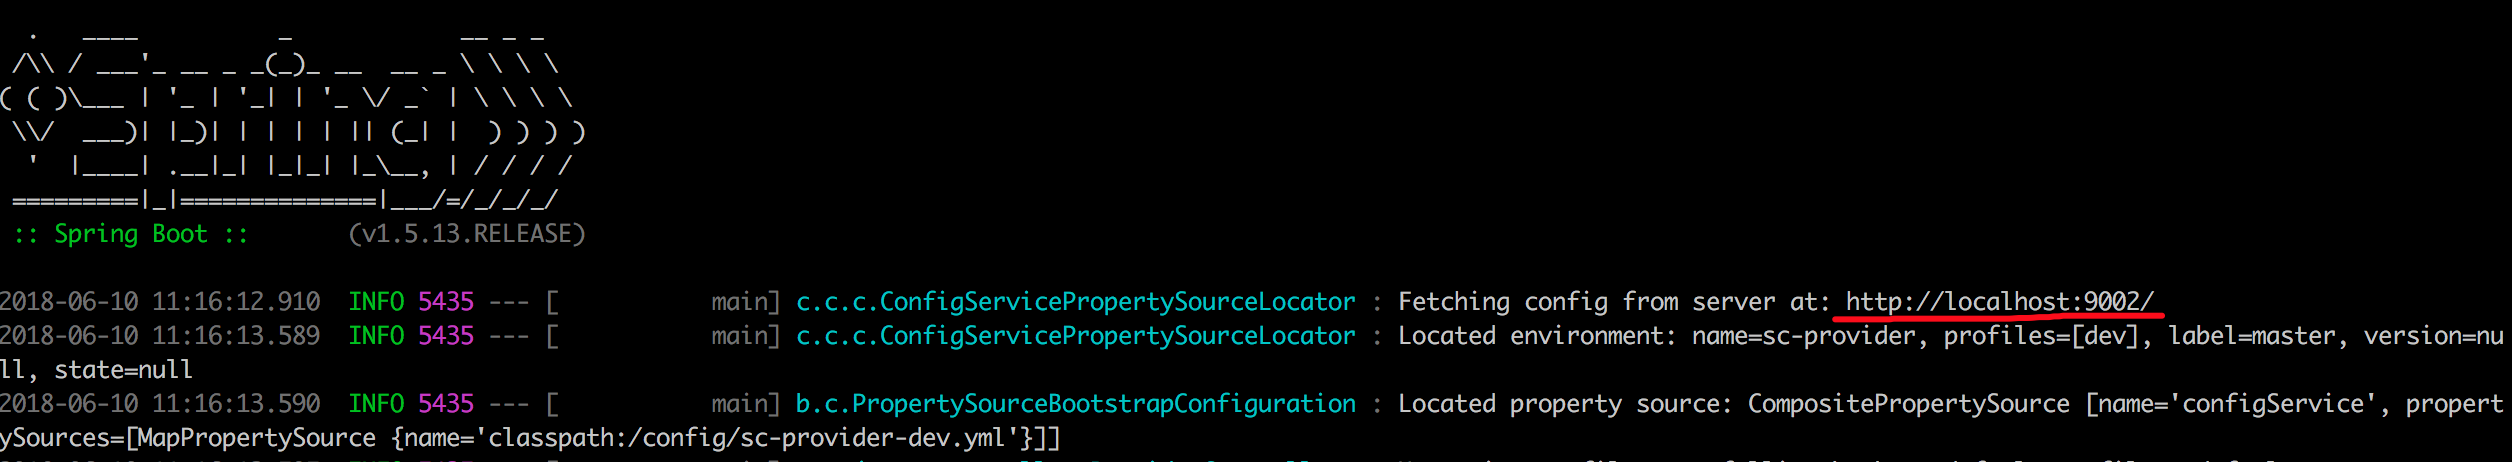 .   ____          _            __ _ _
 /\\ / ___'_ __ _ _(_)_ __  __ _ \ \ \ \
( ( )\___ | '_ | '_| | '_ \/ _` | \ \ \ \
 \\/  ___)| |_)| | | | | || (_| |  ) ) ) )
  '  |____| .__|_| |_|_| |_\__, | / / / /
 =========|_|==============|___/=/_/_/_/
 :: Spring Boot ::       (v1.5.13.RELEASE)
2018-06-10 11:16:12.910  INFO 5435 --- [           main] c.c.c.ConfigServicePropertySourceLocator : Fetching config from server at: http://localhost:9002/
2018-06-10 11:16:13.589  INFO 5435 --- [           main] c.c.c.ConfigServicePropertySourceLocator : Located environment: name=sc-provider, profiles=[dev], label=master, version=nu
ll, state=null
2018-06-10 11:16:13.590  INFO 5435 --- [           main] b.c.PropertySourceBootstrapConfiguration : Located property source: CompositePropertySource [name='configService', propert
ySources=[MapPropertySource {name='classpath:/config/sc-provider-dev.yml'}]]